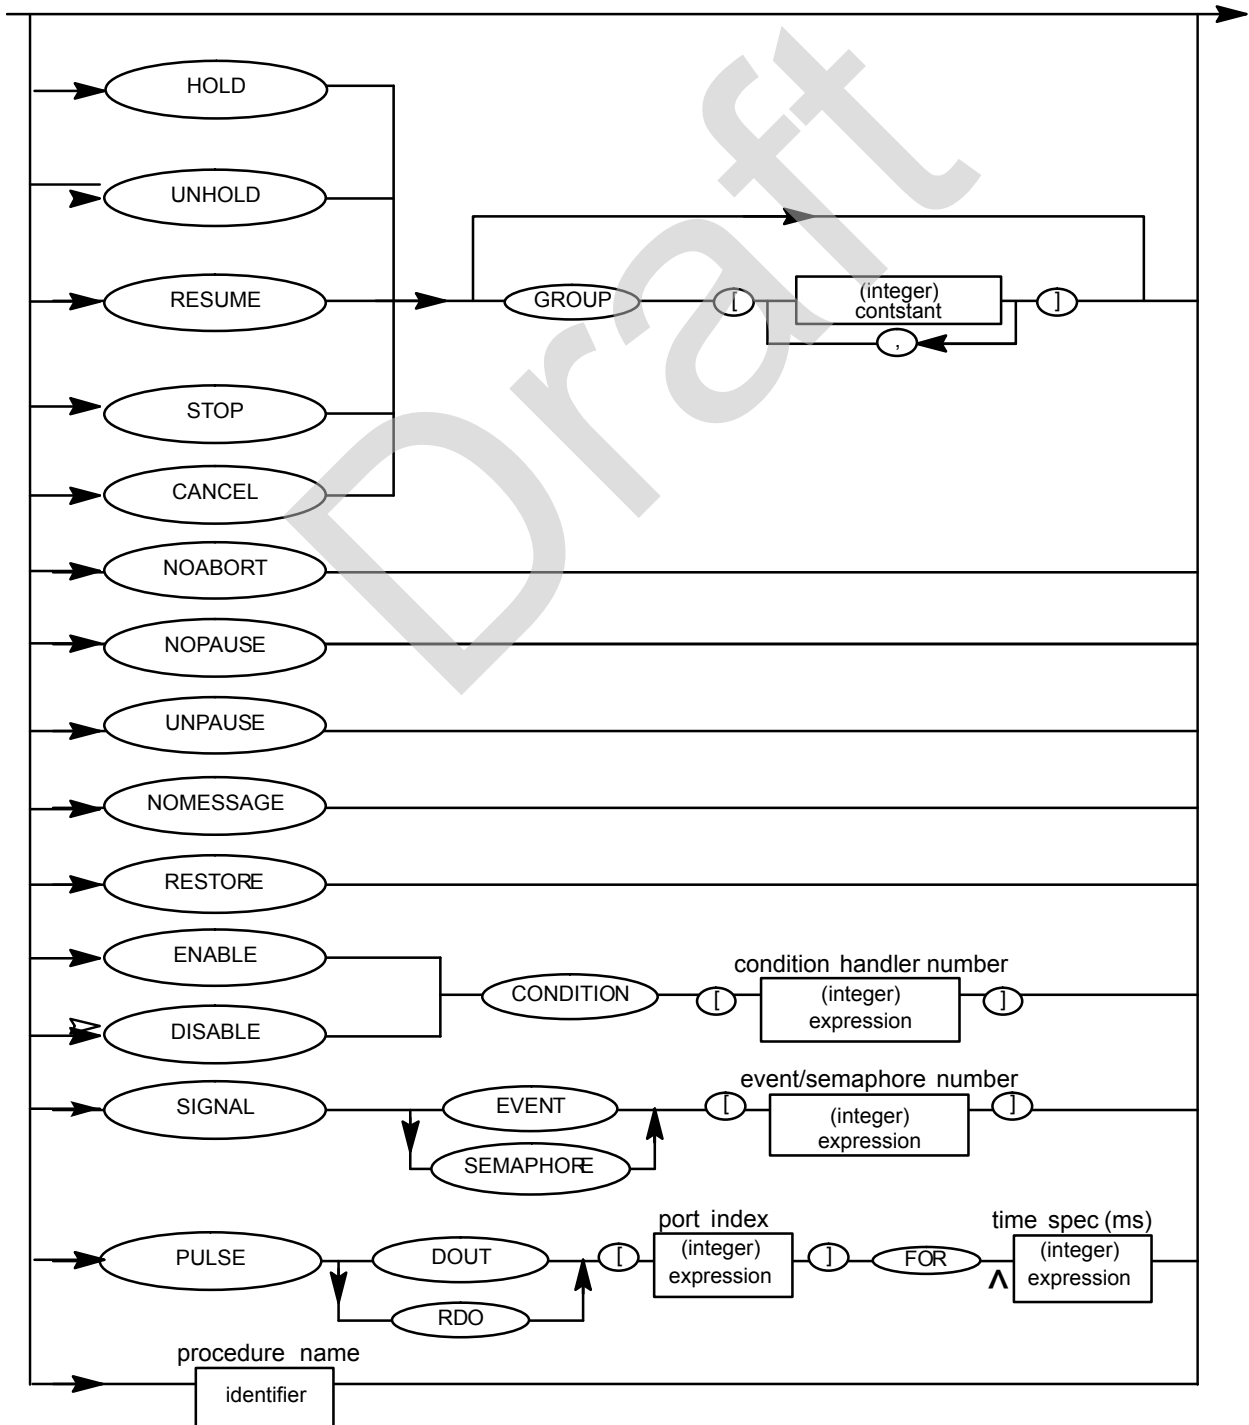 HOLD
UNHOLD
RESUME
GROUP [ (integer) ]
contstant
,
STOP
CANCEL
NOABORT
NOPAUSE
UNPAUSE
NOMESSAGE
RESTORE
ENABLE
condition handler number
CONDITION [ (integer) ]
expression
DISABLE
event/semaphore number
SIGNAL EVENT [ (integer) ]
expression
SEMAPHORE
port index time spec (ms)
PULSE DOUT [ (integer) ] FOR (integer)
expression expression
RDO
procedure name
identifier
Draft